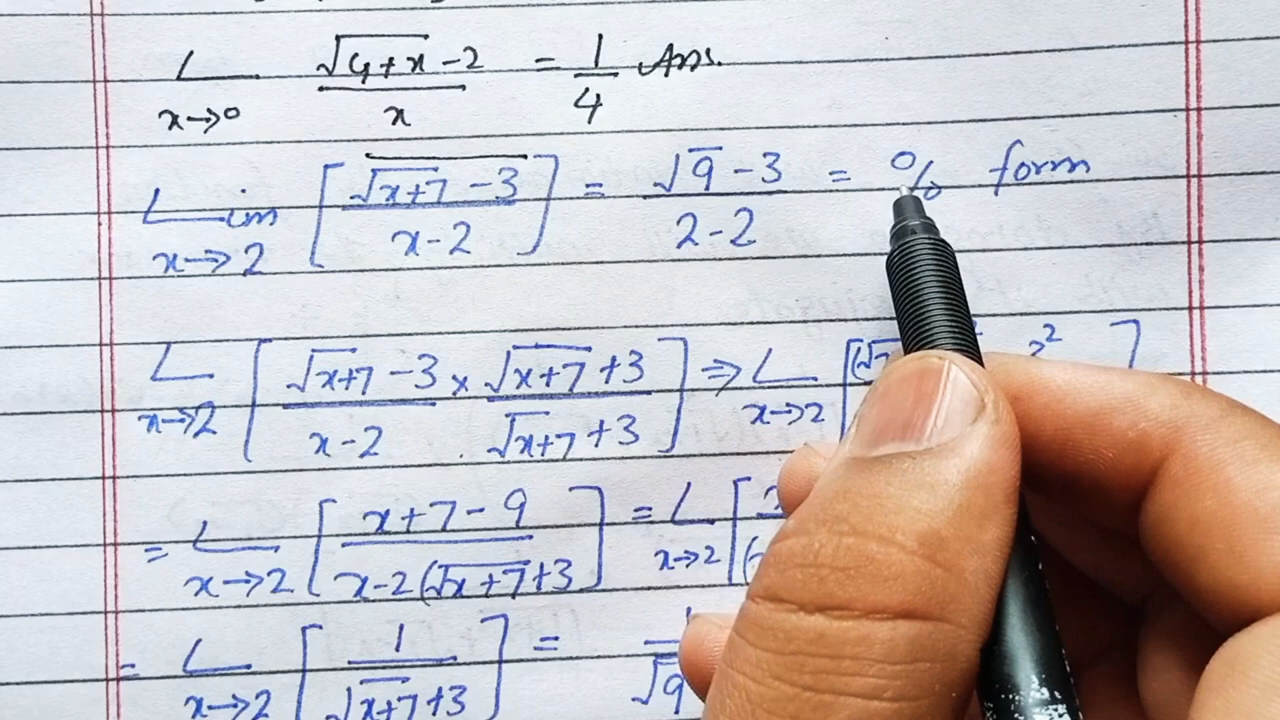 L x→0 (√4+x - 2)/x = 1/4 Ans.
Lim x→2 [(√x+7 - 3)/(x-2)] = (√9 - 3)/(2-2) = 0/0 form
L x→2 [(√x+7 - 3)/(x-2) × (√x+7 + 3)/(√x+7 + 3)] ⇒ L x→2 [(√
= L x→2 [(x+7-9)/(x-2(√x+7 + 3)] = L x→2 [
= L x→2 [1/(√x+7 + 3)] = 1/√9